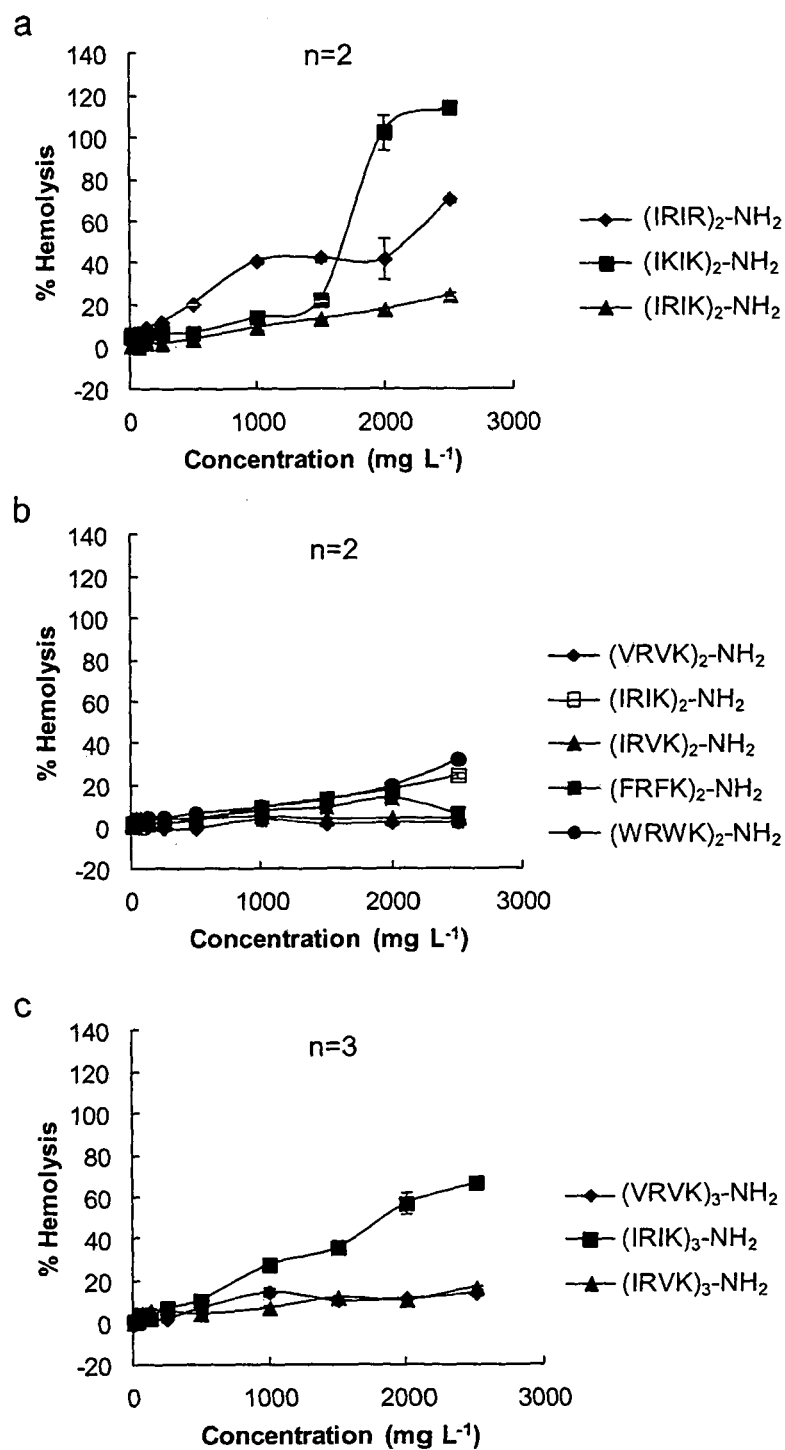 a
n=2
140
120
100
80
60
40
20
0
-20
% Hemolysis
0 1000 2000 3000
Concentration (mg L⁻¹)
(IRIR)₂-NH₂
(IKIK)₂-NH₂
(IRIK)₂-NH₂
b
n=2
140
120
100
80
60
40
20
0
-20
% Hemolysis
0 1000 2000 3000
Concentration (mg L⁻¹)
(VRVK)₂-NH₂
(IRIK)₂-NH₂
(IRVK)₂-NH₂
(FRFK)₂-NH₂
(WRWK)₂-NH₂
c
n=3
140
120
100
80
60
40
20
0
-20
% Hemolysis
0 1000 2000 3000
Concentration (mg L⁻¹)
(VRVK)₃-NH₂
(IRIK)₃-NH₂
(IRVK)₃-NH₂